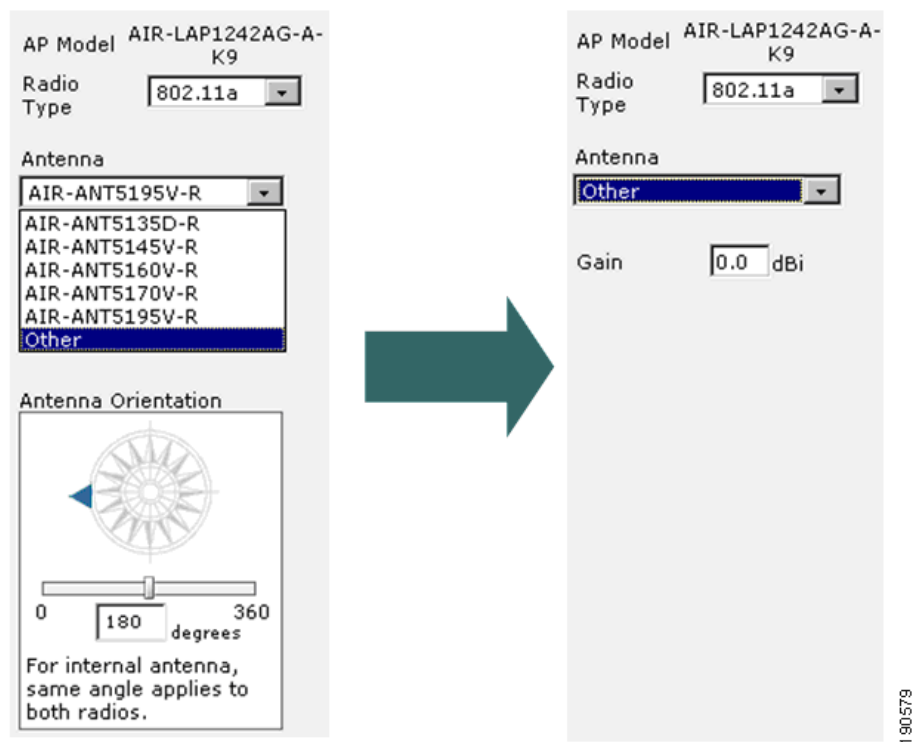 AP Model AIR-LAP1242AG-A-
K9
Radio
Type
802.11a
Antenna
AIR-ANT5195V-R
AIR-ANT5135D-R
AIR-ANT5145V-R
AIR-ANT5160V-R
AIR-ANT5170V-R
AIR-ANT5195V-R
Other
Antenna Orientation
0 360
180 degrees
For internal antenna,
same angle applies to
both radios.
AP Model AIR-LAP1242AG-A-
K9
Radio
Type
802.11a
Antenna
Other
Gain 0.0 dBi
190579